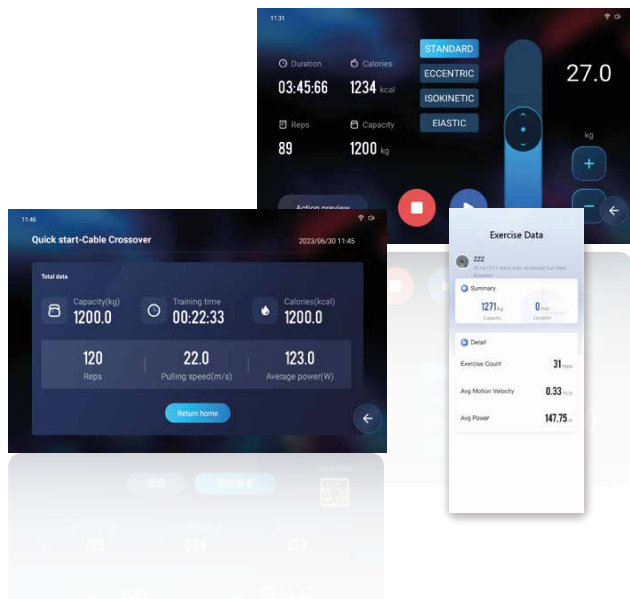 11:31
Duration
Calories
03:45:66
1234 kcal
Reps
Capacity
89
1200 kg
STANDARD
ECCENTRIC
ISOKINETIC
EIASTIC
27.0
kg
+
−
Action preview
11:46
Quick start-Cable Crossover
2023/06/30 11:45
Total data
Capacity(kg)
1200.0
Training time
00:22:33
Calories(kcal)
1200.0
120
22.0
123.0
Reps
Pulling speed(m/s)
Average power(W)
Return home
Exercise Data
ZZZ
Summary
1271 kg
0 min
Capacity
Duration
Detail
Exercise Count
31 reps
Avg Motion Velocity
0.33 m/s
Avg Power
147.75 w